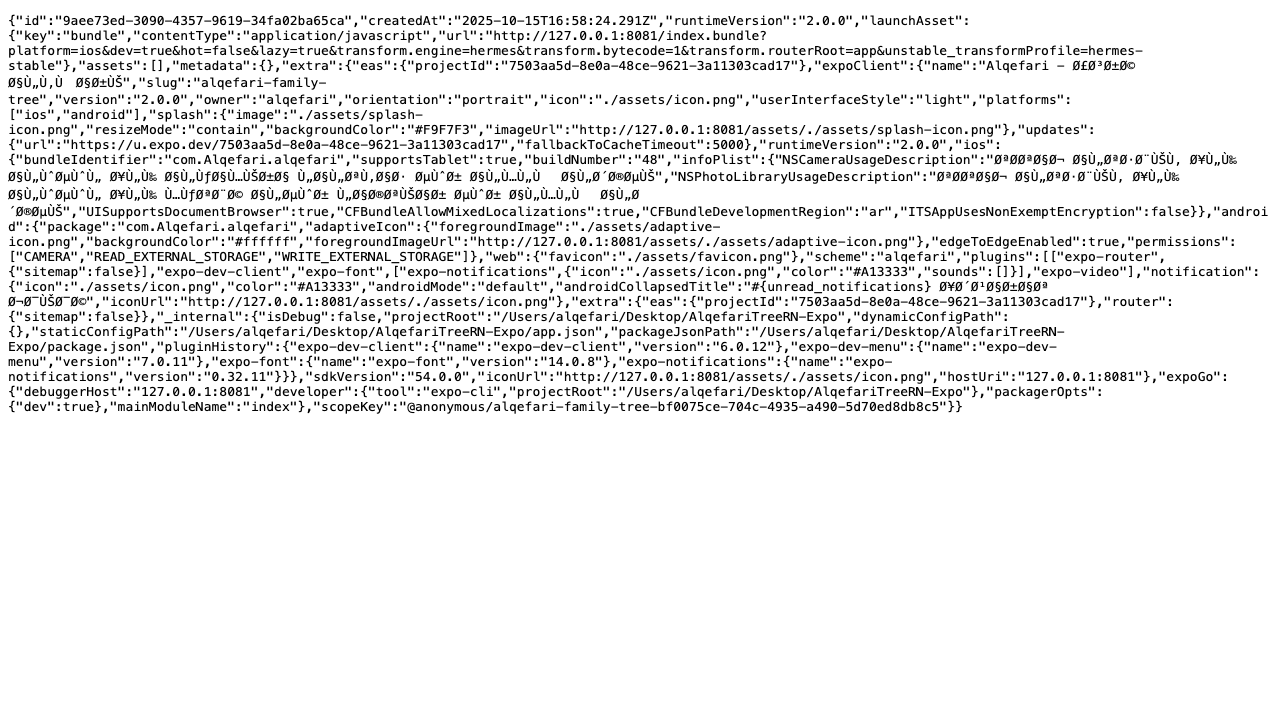 {"id":"9aee73ed-3090-4357-9619-34fa02ba65ca","createdAt":"2025-10-15T16:58:24.291Z","runtimeVersion":"2.0.0","launchAsset":
{"key":"bundle","contentType":"application/javascript","url":"http://127.0.0.1:8081/index.bundle?
platform=ios&dev=true&hot=false&lazy=true&transform.engine=hermes&transform.bytecode=1&transform.routerRoot=app&unstable_transformProfile=hermes-
stable"},"assets":[],"metadata":{},"extra":{"eas":{"projectId":"7503aa5d-8e0a-48ce-9621-3a11303cad17"},"expoClient":{"name":"Alqefari — Ø£Ø³Ø±Ø©
Ø§Ù„Ù‚Ù Ø§Ø±ÙŠ","slug":"alqefari-family-
tree","version":"2.0.0","owner":"alqefari","orientation":"portrait","icon":"./assets/icon.png","userInterfaceStyle":"light","platforms":
["ios","android"],"splash":{"image":"./assets/splash-
icon.png","resizeMode":"contain","backgroundColor":"#F9F7F3","imageUrl":"http://127.0.0.1:8081/assets/./assets/splash-icon.png"},"updates":
{"url":"https://u.expo.dev/7503aa5d-8e0a-48ce-9621-3a11303cad17","fallbackToCacheTimeout":5000},"runtimeVersion":"2.0.0","ios":
{"bundleIdentifier":"com.Alqefari.alqefari","supportsTablet":true,"buildNumber":"48","infoPlist":{"NSCameraUsageDescription":"ØªØØªØ§Ø¬ Ø§Ù„ØªØ·Ø¨ÙŠÙ‚ Ø¥Ù„Ù‰
Ø§Ù„ÙˆØµÙˆÙ„ Ø¥Ù„Ù‰ Ø§Ù„ÙƒØ§Ù…ÙŠØ±Ø§ Ù„Ø§Ù„ØªÙ‚Ø§Ø· ØµÙˆØ± Ø§Ù„Ù…Ù„Ù Ø§Ù„Ø´Ø®ØµÙŠ","NSPhotoLibraryUsageDescription":"ØªØØªØ§Ø¬ Ø§Ù„ØªØ·Ø¨ÙŠÙ‚ Ø¥Ù„Ù‰
Ø§Ù„ÙˆØµÙˆÙ„ Ø¥Ù„Ù‰ Ù…ÙƒØªØ¨Ø© Ø§Ù„ØµÙˆØ± Ù„Ø§Ø®ØªÙŠØ§Ø± ØµÙˆØ± Ø§Ù„Ù…Ù„Ù Ø§Ù„Ø
´Ø®ØµÙŠ","UISupportsDocumentBrowser":true,"CFBundleAllowMixedLocalizations":true,"CFBundleDevelopmentRegion":"ar","ITSAppUsesNonExemptEncryption":false}},"androi
d":{"package":"com.Alqefari.alqefari","adaptiveIcon":{"foregroundImage":"./assets/adaptive-
icon.png","backgroundColor":"#ffffff","foregroundImageUrl":"http://127.0.0.1:8081/assets/./assets/adaptive-icon.png"},"edgeToEdgeEnabled":true,"permissions":
["CAMERA","READ_EXTERNAL_STORAGE","WRITE_EXTERNAL_STORAGE"]},"web":{"favicon":"./assets/favicon.png"},"scheme":"alqefari","plugins":[["expo-router",
{"sitemap":false}],"expo-dev-client","expo-font",["expo-notifications",{"icon":"./assets/icon.png","color":"#A13333","sounds":[]}],"expo-video"],"notification":
{"icon":"./assets/icon.png","color":"#A13333","androidMode":"default","androidCollapsedTitle":"#{unread_notifications} Ø¥Ø´Ø¹Ø§Ø±Ø§Øª
Ø¬Ø¯ÙŠØ¯Ø©","iconUrl":"http://127.0.0.1:8081/assets/./assets/icon.png"},"extra":{"eas":{"projectId":"7503aa5d-8e0a-48ce-9621-3a11303cad17"},"router":
{"sitemap":false}},"_internal":{"isDebug":false,"projectRoot":"/Users/alqefari/Desktop/AlqefariTreeRN-Expo","dynamicConfigPath":
{},"staticConfigPath":"/Users/alqefari/Desktop/AlqefariTreeRN-Expo/app.json","packageJsonPath":"/Users/alqefari/Desktop/AlqefariTreeRN-
Expo/package.json","pluginHistory":{"expo-dev-client":{"name":"expo-dev-client","version":"6.0.12"},"expo-dev-menu":{"name":"expo-dev-
menu","version":"7.0.11"},"expo-font":{"name":"expo-font","version":"14.0.8"},"expo-notifications":{"name":"expo-
notifications","version":"0.32.11"}}},"sdkVersion":"54.0.0","iconUrl":"http://127.0.0.1:8081/assets/./assets/icon.png","hostUri":"127.0.0.1:8081"},"expoGo":
{"debuggerHost":"127.0.0.1:8081","developer":{"tool":"expo-cli","projectRoot":"/Users/alqefari/Desktop/AlqefariTreeRN-Expo"},"packagerOpts":
{"dev":true},"mainModuleName":"index"},"scopeKey":"@anonymous/alqefari-family-tree-bf0075ce-704c-4935-a490-5d70ed8db8c5"}}